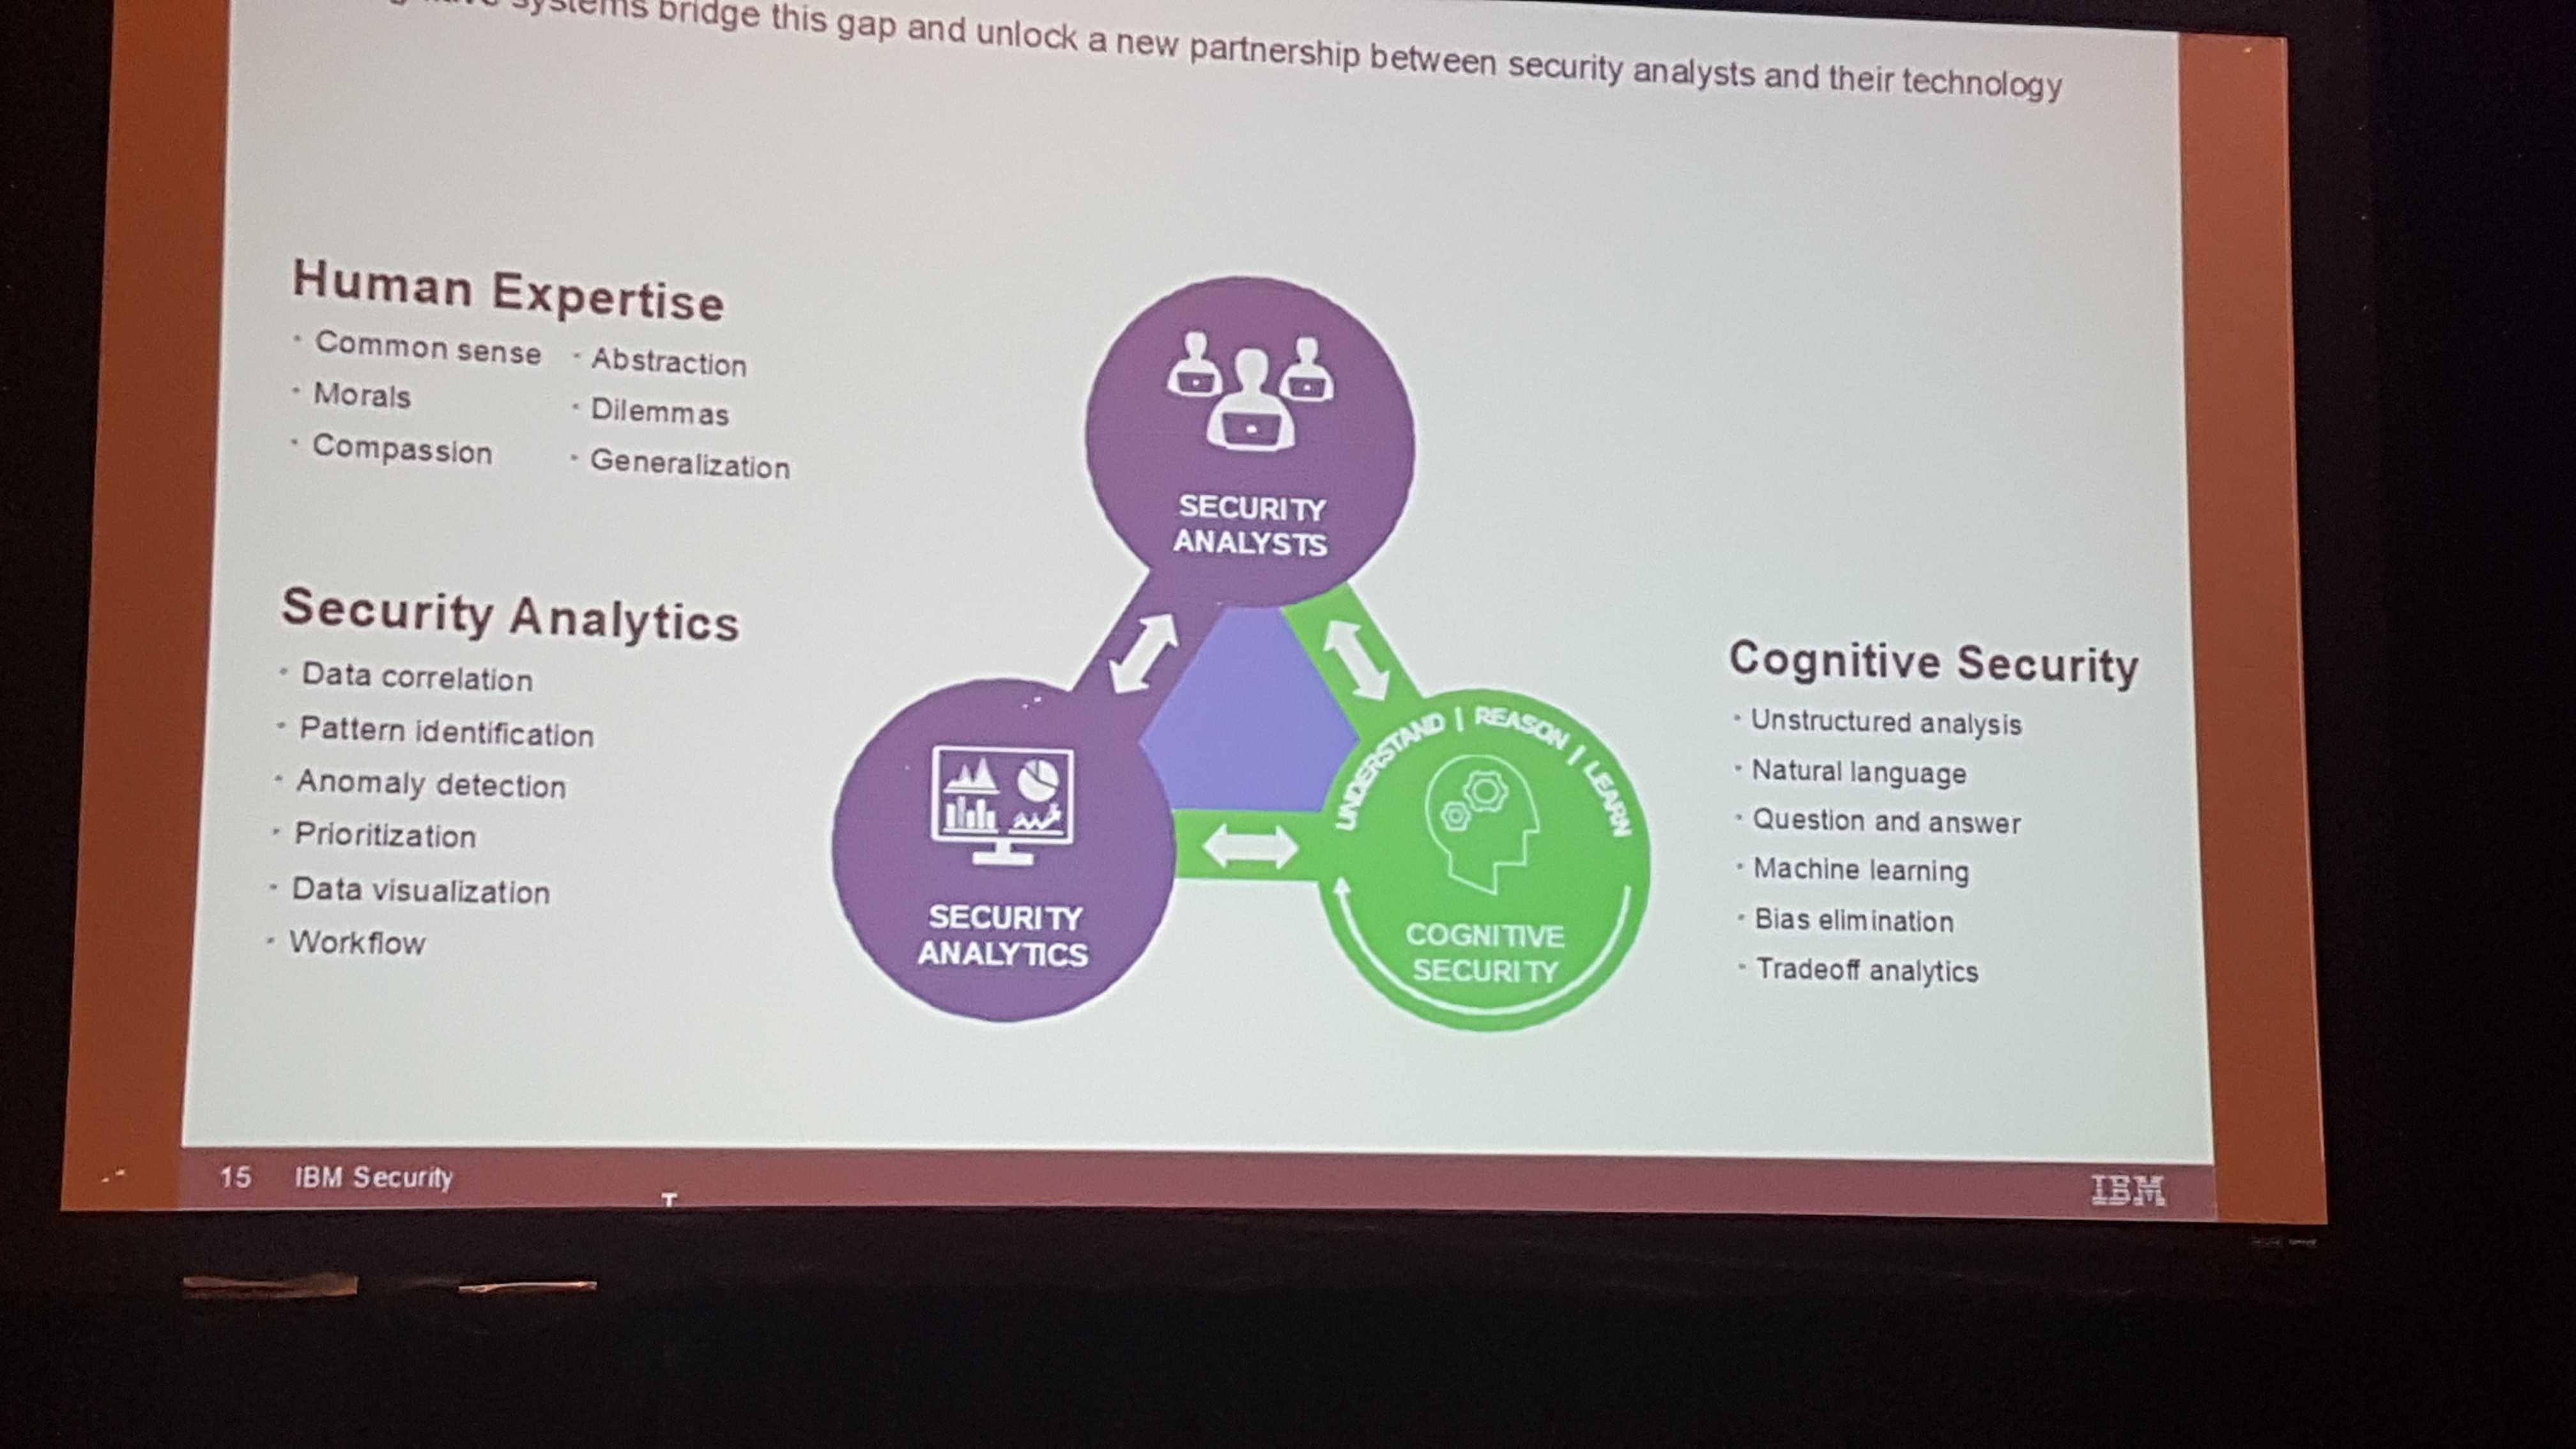 systems bridge this gap and unlock a new partnership between security analysts and their technology
Human Expertise
· Common sense
· Morals
· Compassion
· Abstraction
· Dilemmas
· Generalization
Security Analytics
· Data correlation
· Pattern identification
· Anomaly detection
· Prioritization
· Data visualization
· Workflow
SECURITY
ANALYSTS
SECURITY
ANALYTICS
UNDERSTAND | REASON | LEARN
COGNITIVE
SECURITY
Cognitive Security
· Unstructured analysis
· Natural language
· Question and answer
· Machine learning
· Bias elimination
· Tradeoff analytics
15 IBM Security
IBM